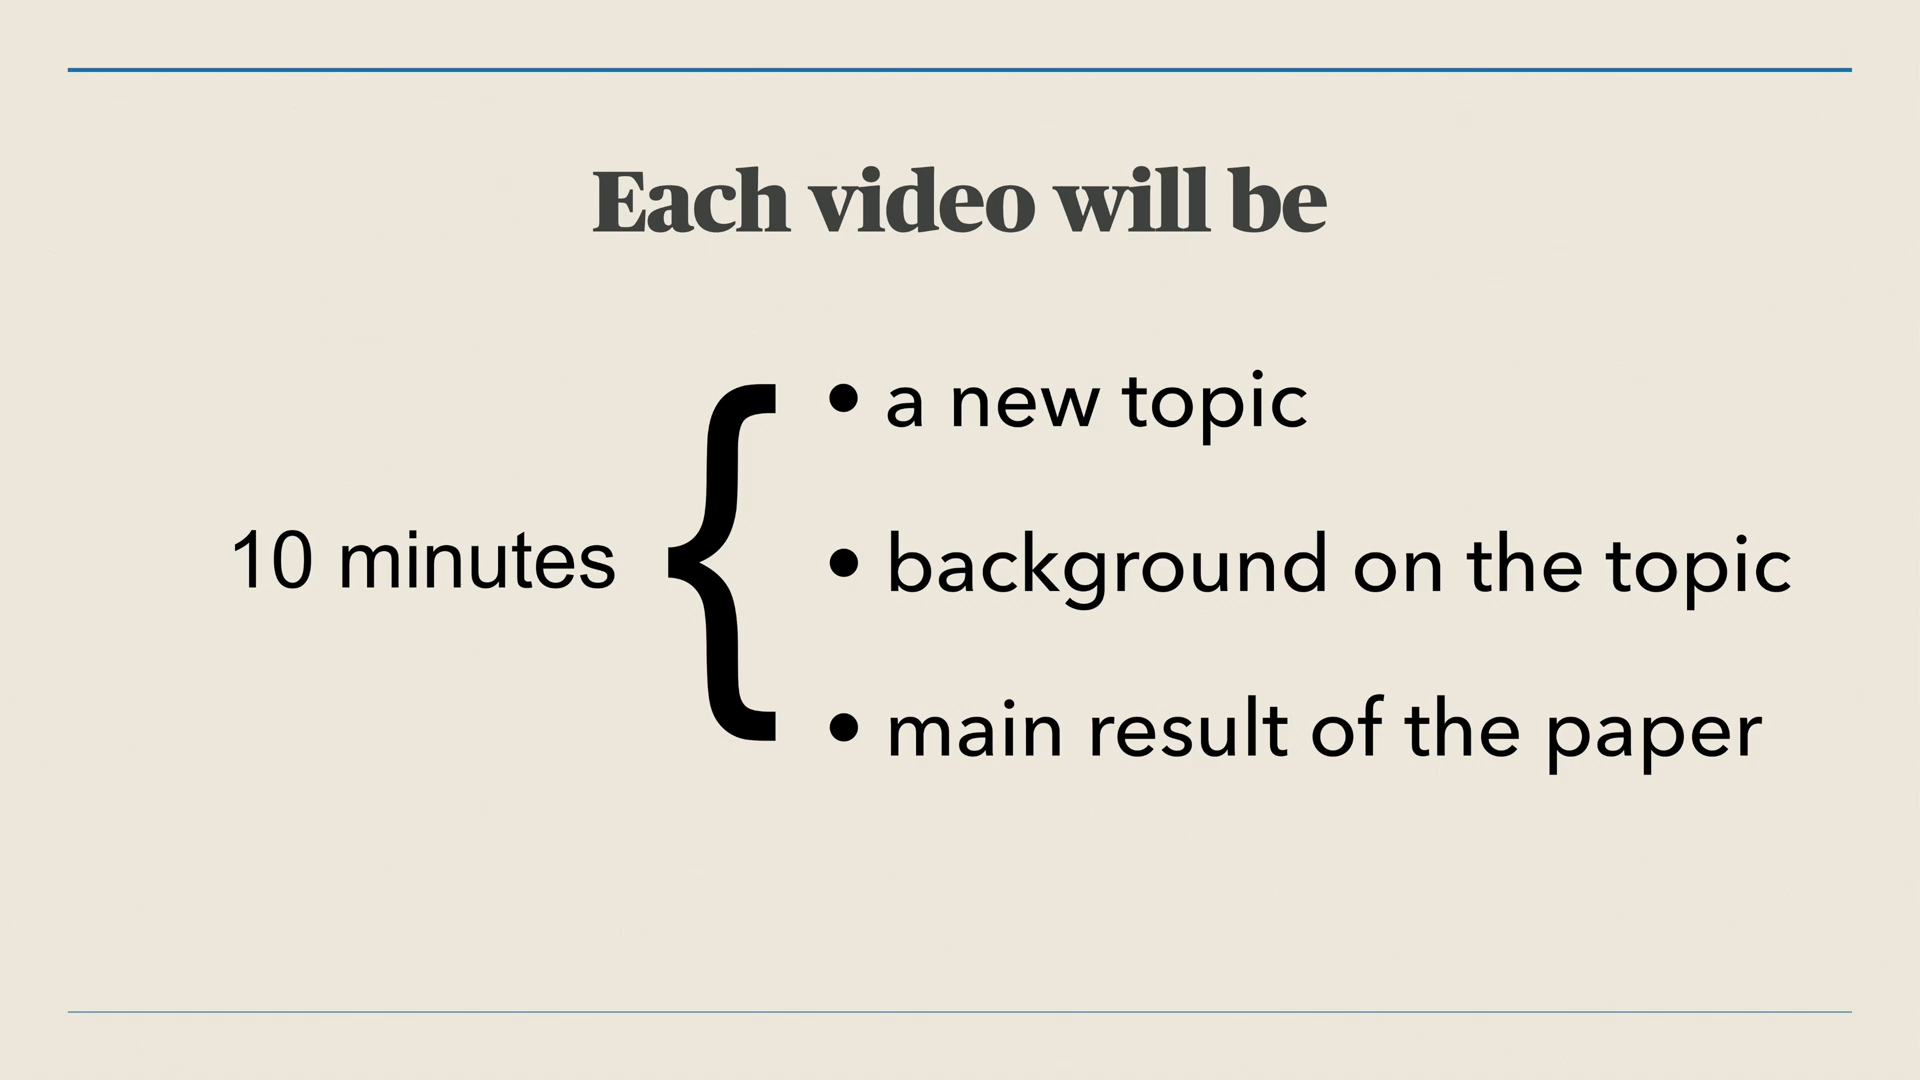 Each video will be
10 minutes {
• a new topic
• background on the topic
• main result of the paper